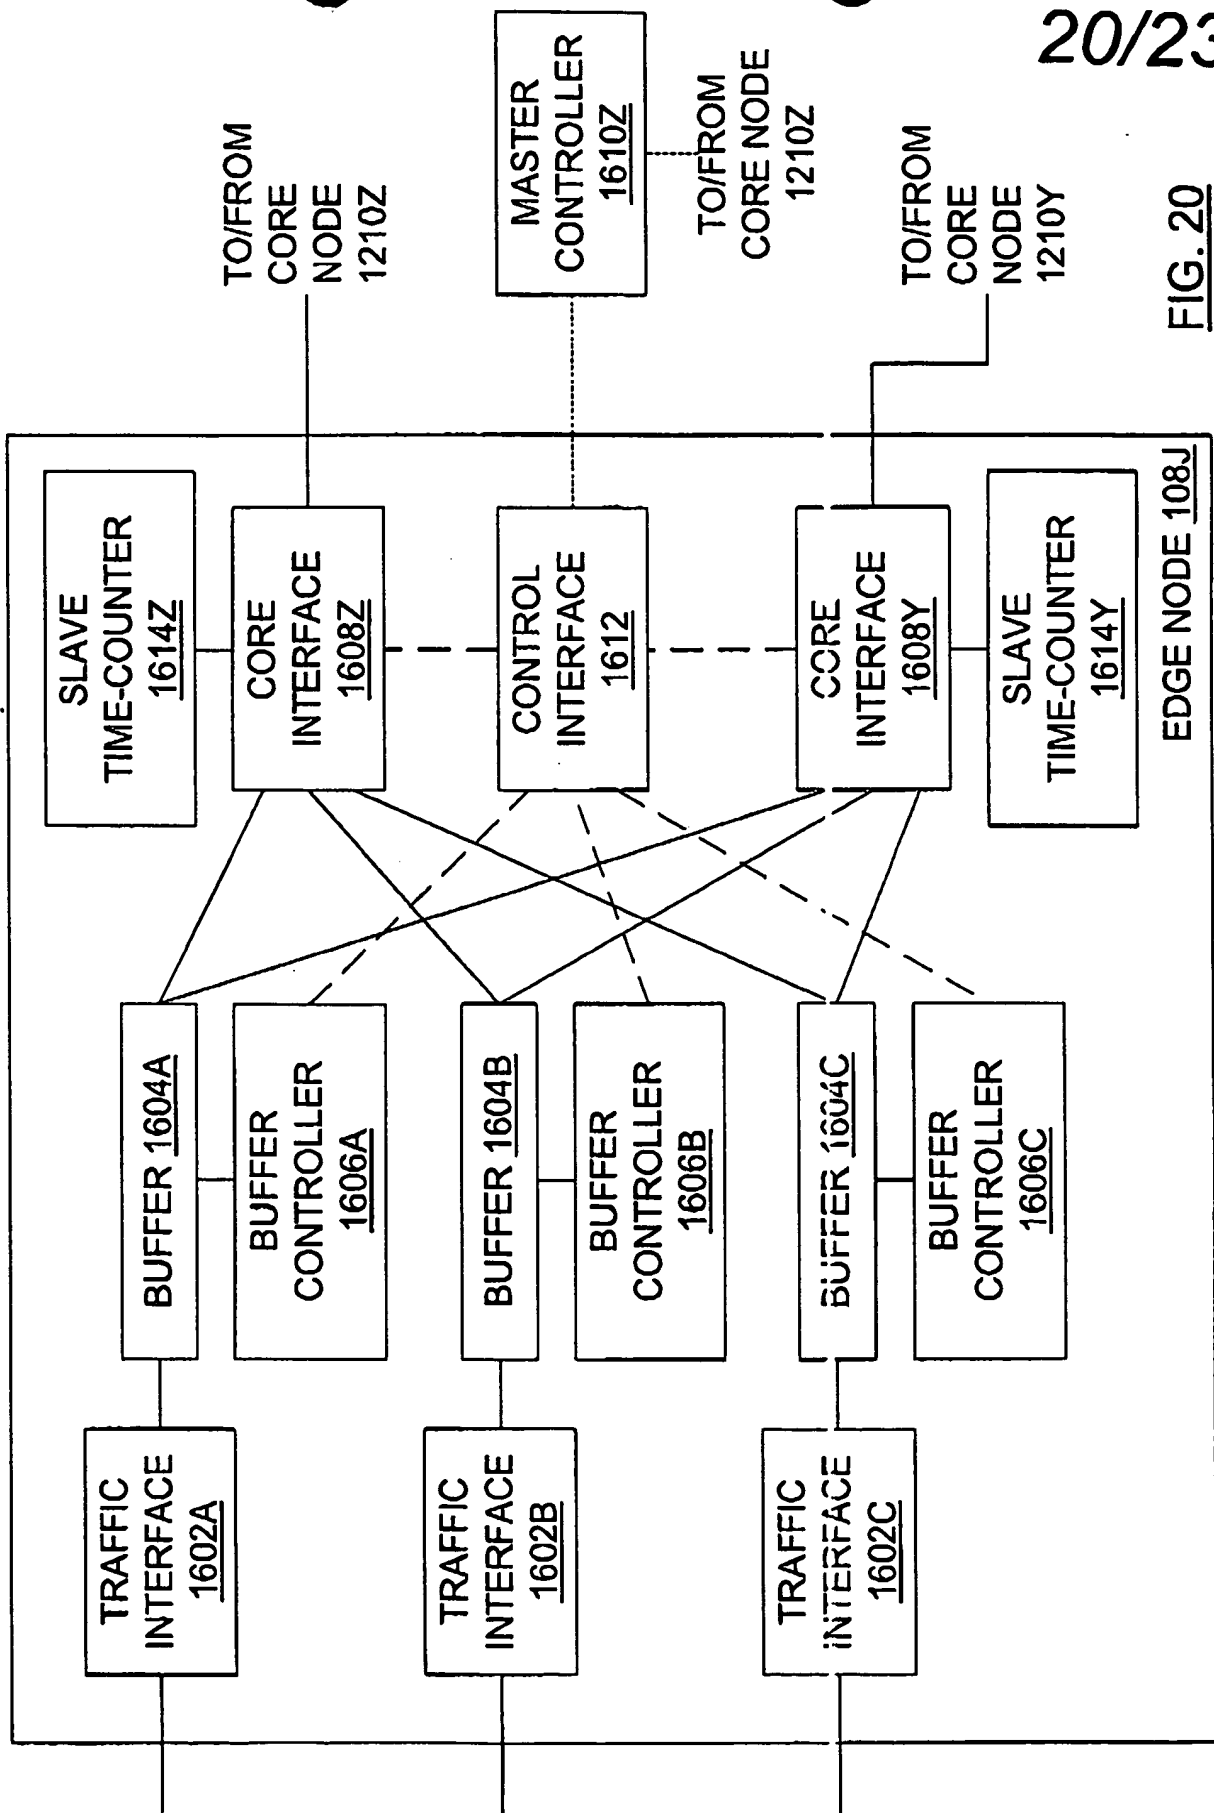 20/23
TRAFFIC
INTERFACE
1602A
BUFFER 1604A
BUFFER
CONTROLLER
1606A
SLAVE
TIME-COUNTER
1614Z
CORE
INTERFACE
1608Z
TO/FROM
CORE
NODE
1210Z
TRAFFIC
INTERFACE
1602B
BUFFER 1604B
BUFFER
CONTROLLER
1606B
CONTROL
INTERFACE
1612
MASTER
CONTROLLER
1610Z
TO/FROM
CORE NODE
1210Z
TRAFFIC
INTERFACE
1602C
BUFFER 1604C
BUFFER
CONTROLLER
1606C
CORE
INTERFACE
1608Y
SLAVE
TIME-COUNTER
1614Y
TO/FROM
CORE
NODE
1210Y
EDGE NODE 108J
FIG. 20